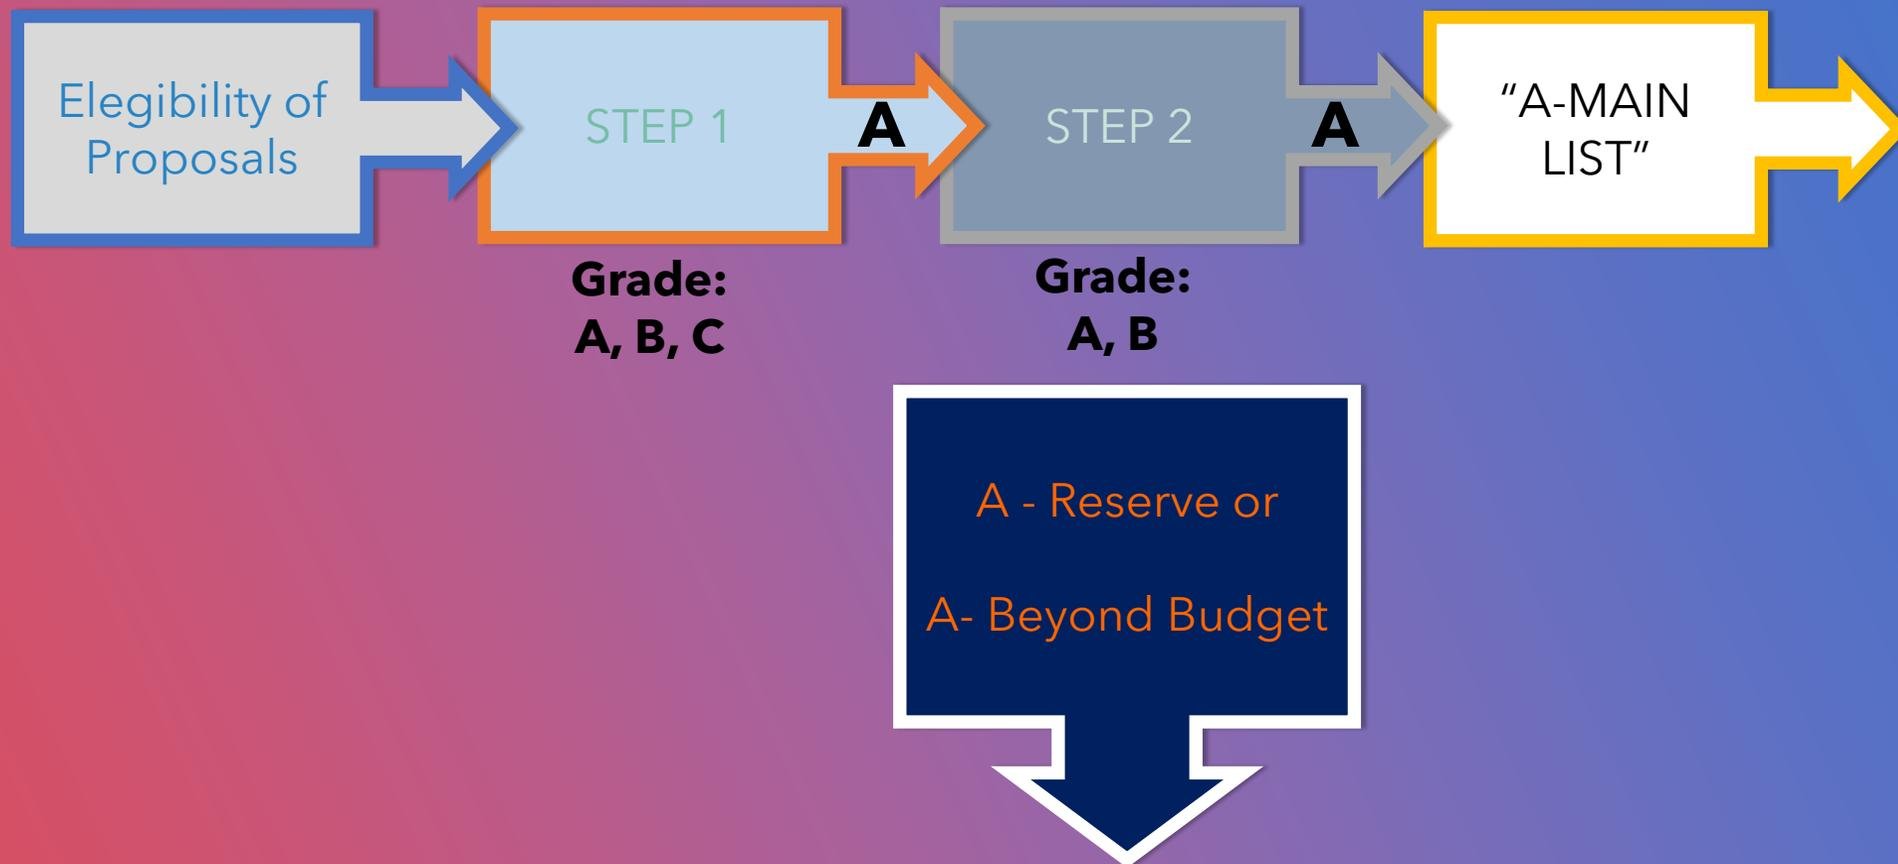 Elegibility of
Proposals
STEP 1
A
STEP 2
A
“A-MAIN
LIST”
Grade:
A, B, C
Grade:
A, B
A - Reserve or
A- Beyond Budget